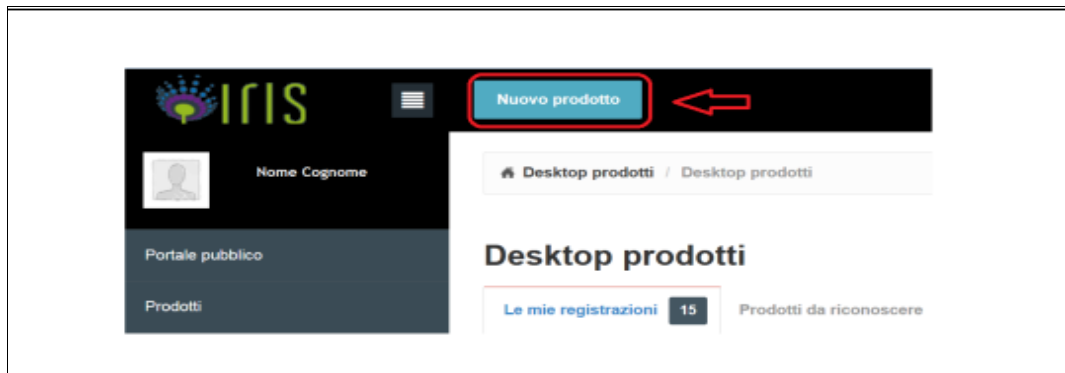 IRIS
Nuovo prodotto
Nome Cognome
Desktop prodotti / Desktop prodotti
Portale pubblico
Desktop prodotti
Prodotti
Le mie registrazioni 15 Prodotti da riconoscere